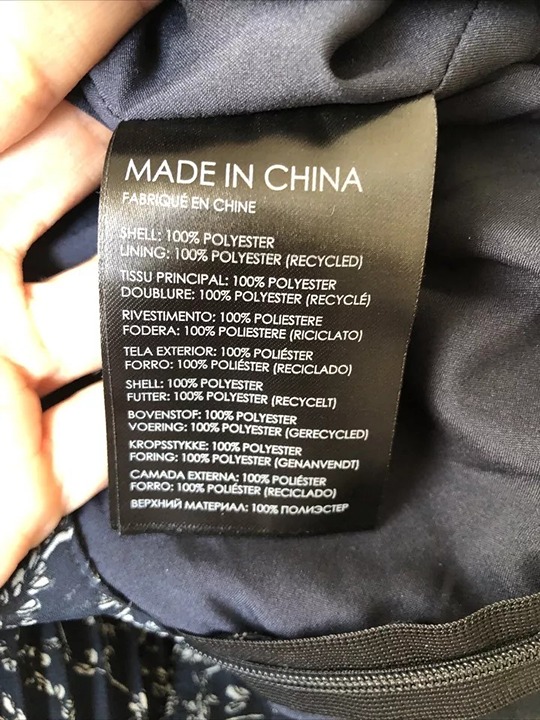 MADE IN CHINA
FABRIQUÉ EN CHINE
SHELL: 100% POLYESTER
LINING: 100% POLYESTER (RECYCLED)
TISSU PRINCIPAL: 100% POLYESTER
DOUBLURE: 100% POLYESTER (RECYCLÉ)
RIVESTIMENTO: 100% POLIESTERE
FODERA: 100% POLIESTERE (RICICLATO)
TELA EXTERIOR: 100% POLIÉSTER
FORRO: 100% POLIÉSTER (RECICLADO)
SHELL: 100% POLYESTER
FUTTER: 100% POLYESTER (RECYCELT)
BOVENSTOF: 100% POLYESTER
VOERING: 100% POLYESTER (GERECYCLED)
KROPSSTYKKE: 100% POLYESTER
FORING: 100% POLYESTER (GENANVENDT)
CAMADA EXTERNA: 100% POLIÉSTER
FORRO: 100% POLIÉSTER (RECICLADO)
ВЕРХНИЙ МАТЕРИАЛ: 100% ПОЛИЭСТЕР